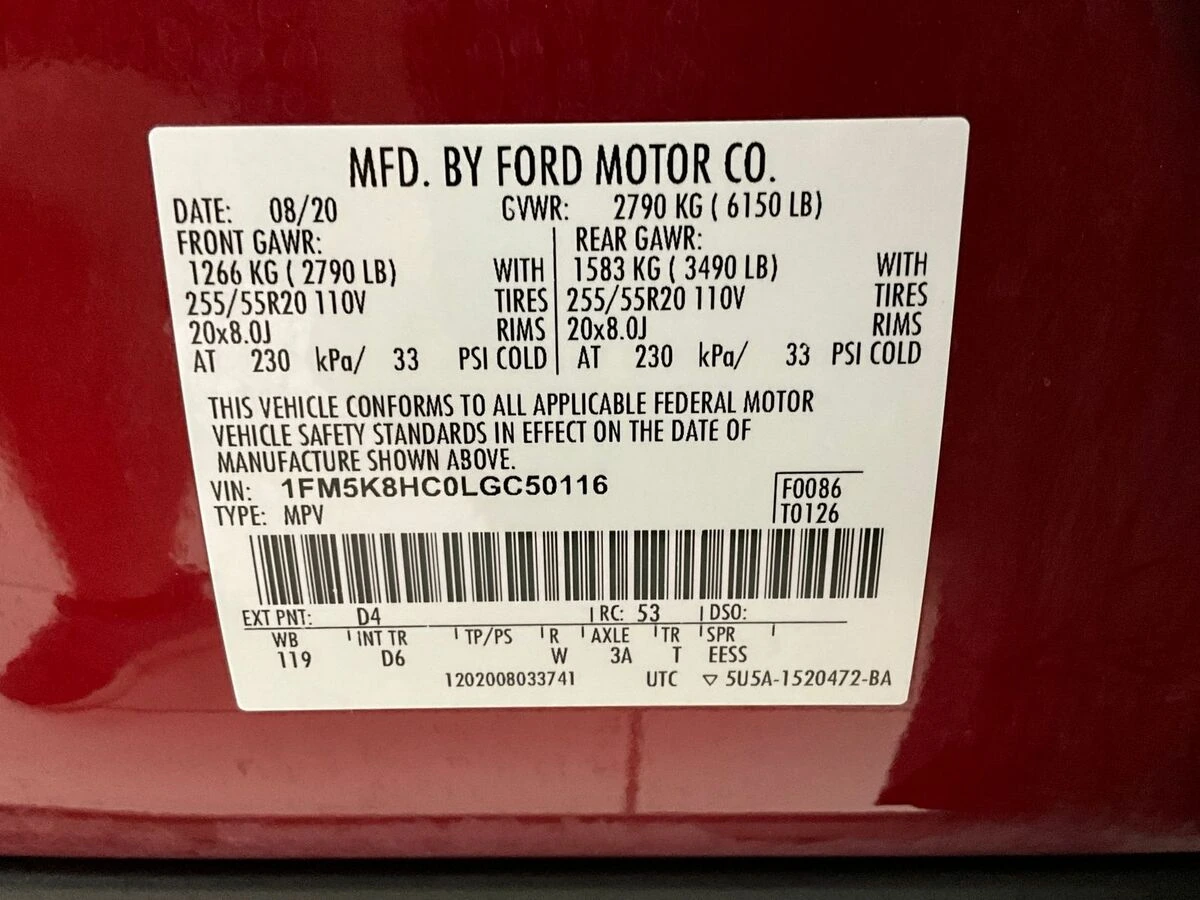 MFD. BY FORD MOTOR CO.
DATE: 08/20 GVWR: 2790 KG ( 6150 LB)
FRONT GAWR: REAR GAWR:
1266 KG ( 2790 LB) WITH 1583 KG ( 3490 LB) WITH
255/55R20 110V TIRES 255/55R20 110V TIRES
20x8.0J RIMS 20x8.0J RIMS
AT 230 kPa/ 33 PSI COLD AT 230 kPa/ 33 PSI COLD
THIS VEHICLE CONFORMS TO ALL APPLICABLE FEDERAL MOTOR
VEHICLE SAFETY STANDARDS IN EFFECT ON THE DATE OF
MANUFACTURE SHOWN ABOVE.
VIN: 1FM5K8HC0LGC50116 F0086
TYPE: MPV T0126
EXT PNT: D4 RC: 53 DSO:
WB INT TR TP/PS R AXLE TR SPR
119 D6 W 3A T EESS
1202008033741 UTC ▽ 5U5A-1520472-BA